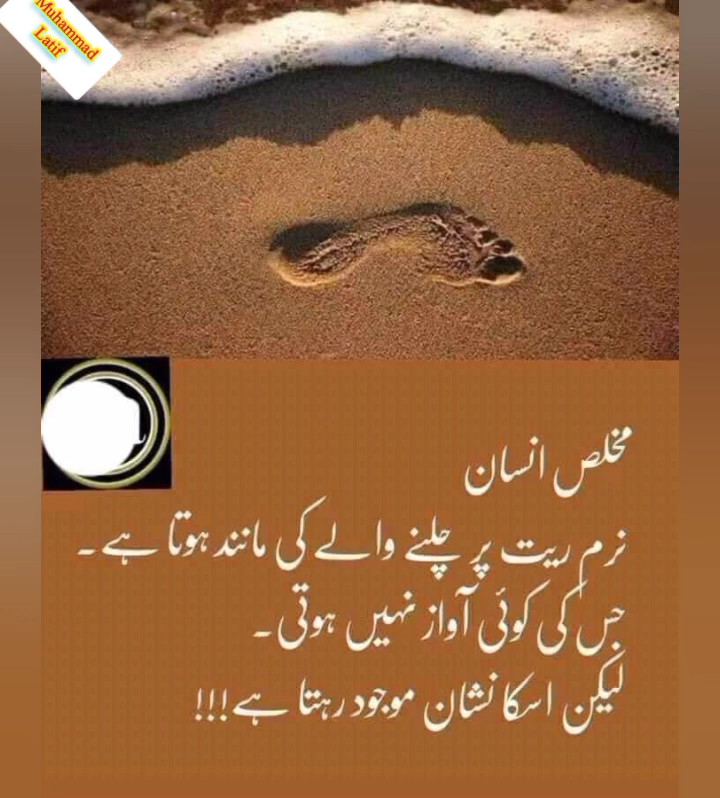 Muhammad
Latif
مخلص انسان
نرم ریت پر چلنے والے کی مانند ہوتا ہے۔
جس کی کوئی آواز نہیں ہوتی۔
لیکن اسکا نشان موجود رہتا ہے!!!